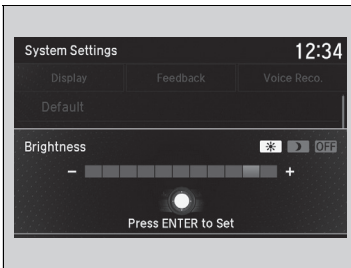 System Settings 12:34
Display Feedback Voice Reco.
Default
Brightness OFF
− +
Press ENTER to Set